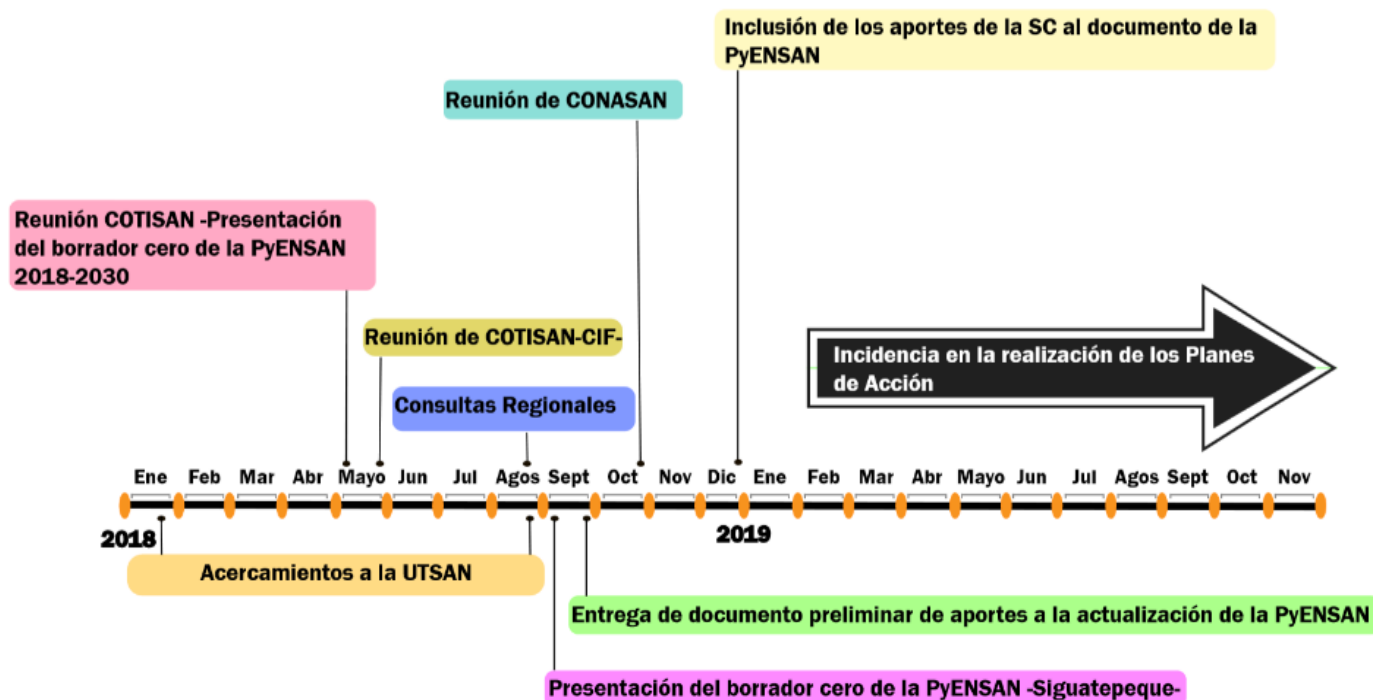 Inclusión de los aportes de la SC al documento de la
PyENSAN
Reunión de CONASAN
Reunión COTISAN -Presentación
del borrador cero de la PyENSAN
2018-2030
Reunión de COTISAN-CIF-
Consultas Regionales
Incidencia en la realización de los Planes
de Acción
Ene Feb Mar Abr Mayo Jun Jul Agos Sept Oct Nov Dic Ene Feb Mar Abr Mayo Jun Jul Agos Sept Oct Nov
2018 2019
Acercamientos a la UTSAN
Entrega de documento preliminar de aportes a la actualización de la PyENSAN
Presentación del borrador cero de la PyENSAN -Siguatepeque-